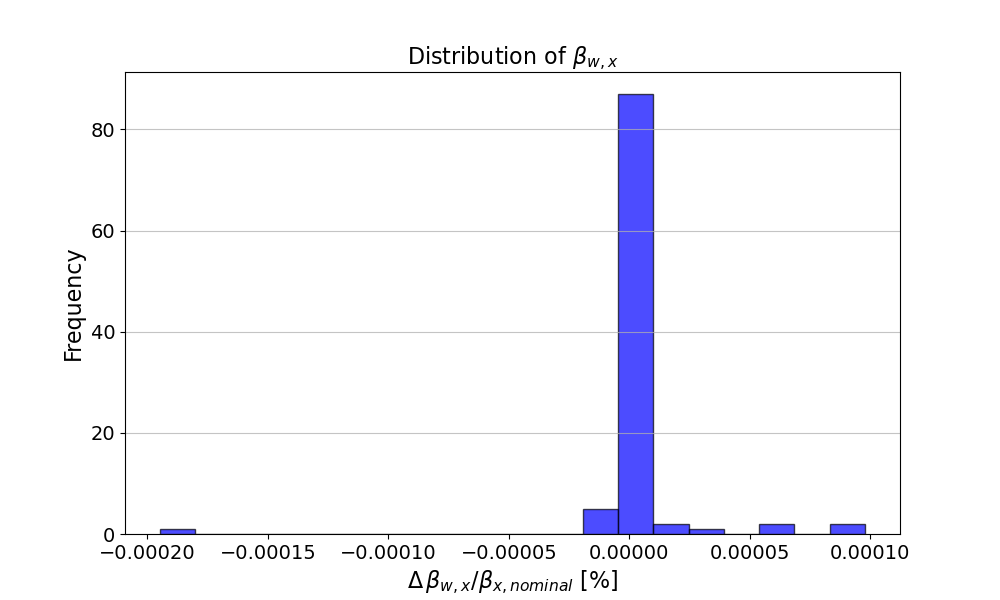 Distribution of β_{w, x}
Frequency
80
60
40
20
0
−0.00020 −0.00015 −0.00010 −0.00005 0.00000 0.00005 0.00010
Δβ_{w, x}/β_{x, nominal} [%]